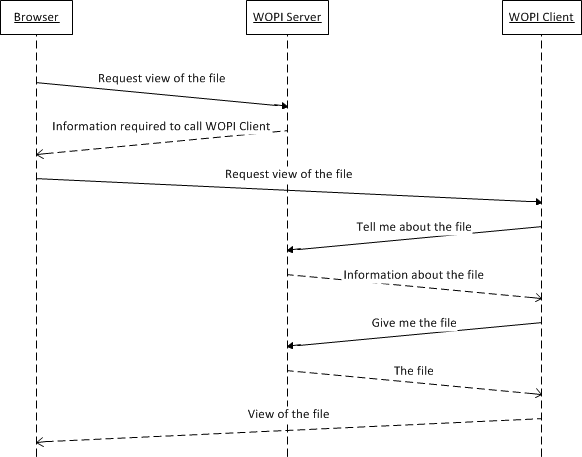 Browser
WOPI Server
WOPI Client
Request view of the file
Information required to call WOPI Client
Request view of the file
Tell me about the file
Information about the file
Give me the file
The file
View of the file